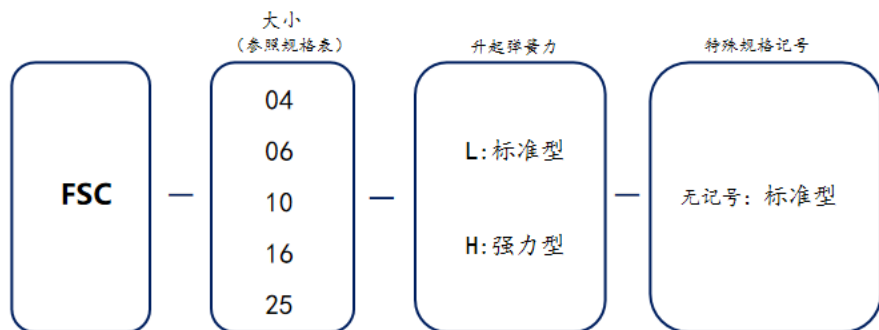 大小
（参照规格表）
升起弹簧力
特殊规格记号
FSC
—
04
06
10
16
25
—
L:标准型
H:强力型
—
无记号: 标准型